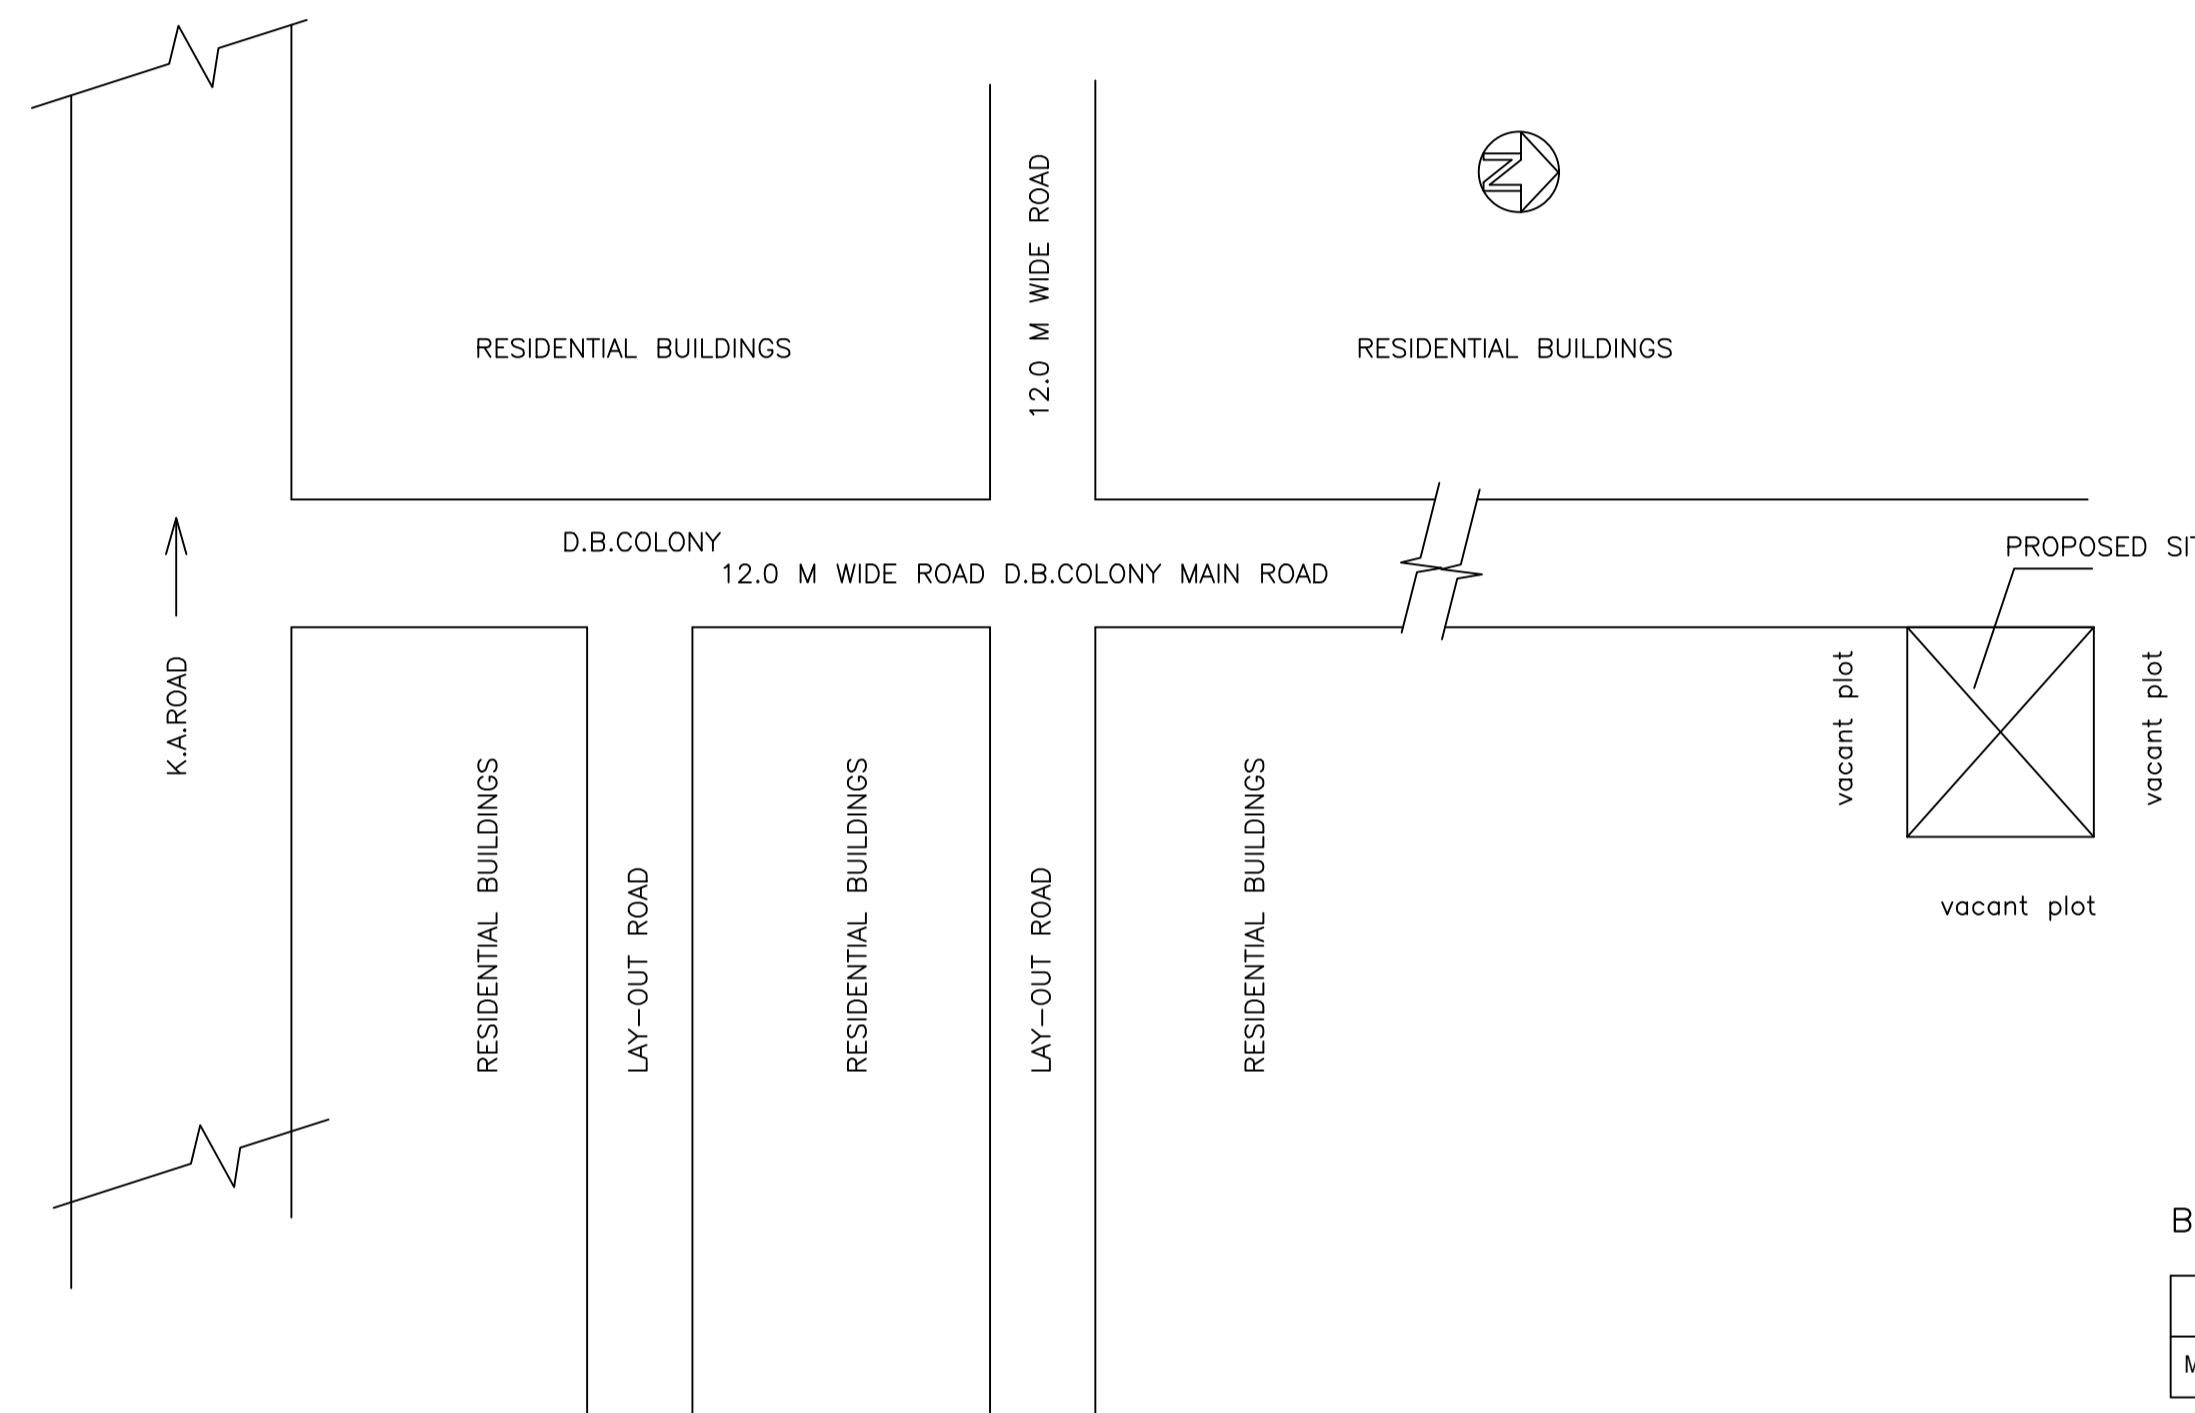 12.0 M WIDE ROAD
N
RESIDENTIAL BUILDINGS
RESIDENTIAL BUILDINGS
D.B.COLONY
12.0 M WIDE ROAD D.B.COLONY MAIN ROAD
PROPOSED
K.A.ROAD
vacant plot
vacant plot
RESIDENTIAL BUILDINGS
LAY-OUT ROAD
RESIDENTIAL BUILDINGS
LAY-OUT ROAD
RESIDENTIAL BUILDINGS
vacant plot
B